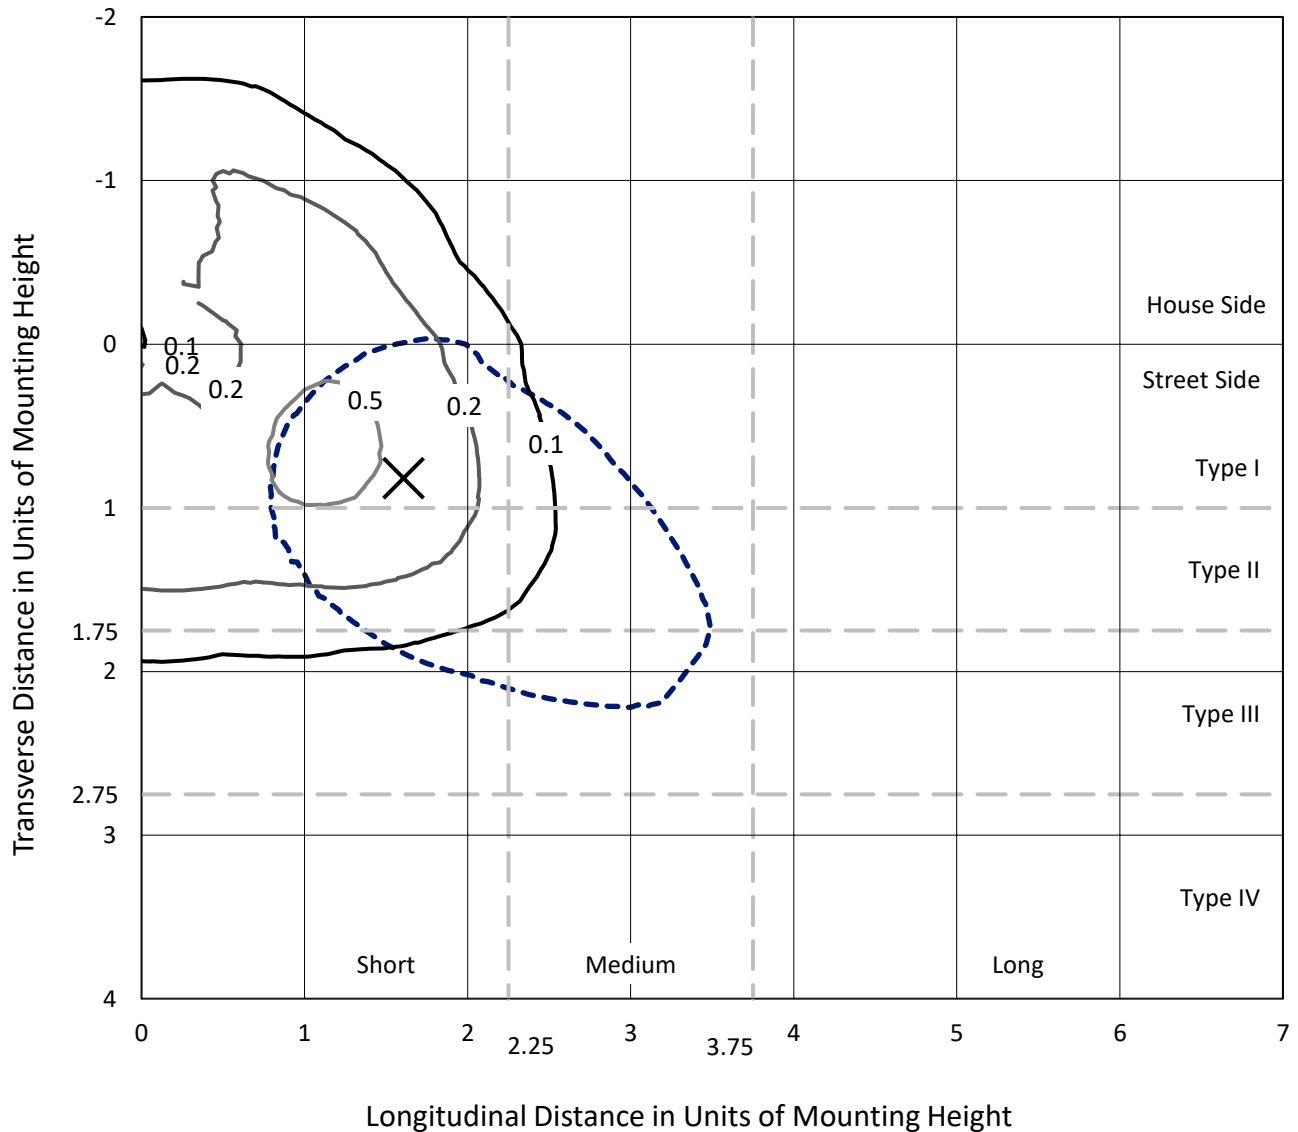 -2
-1
0
1
1.75
2
2.75
3
4
Transverse Distance in Units of Mounting Height
0.1
0.2
0.2
0.5
0.2
0.1
House Side
Street Side
Type I
Type II
Type III
Type IV
Short
Medium
Long
0 1 2 3 4 5 6 7
2.25 3.75
Longitudinal Distance in Units of Mounting Height